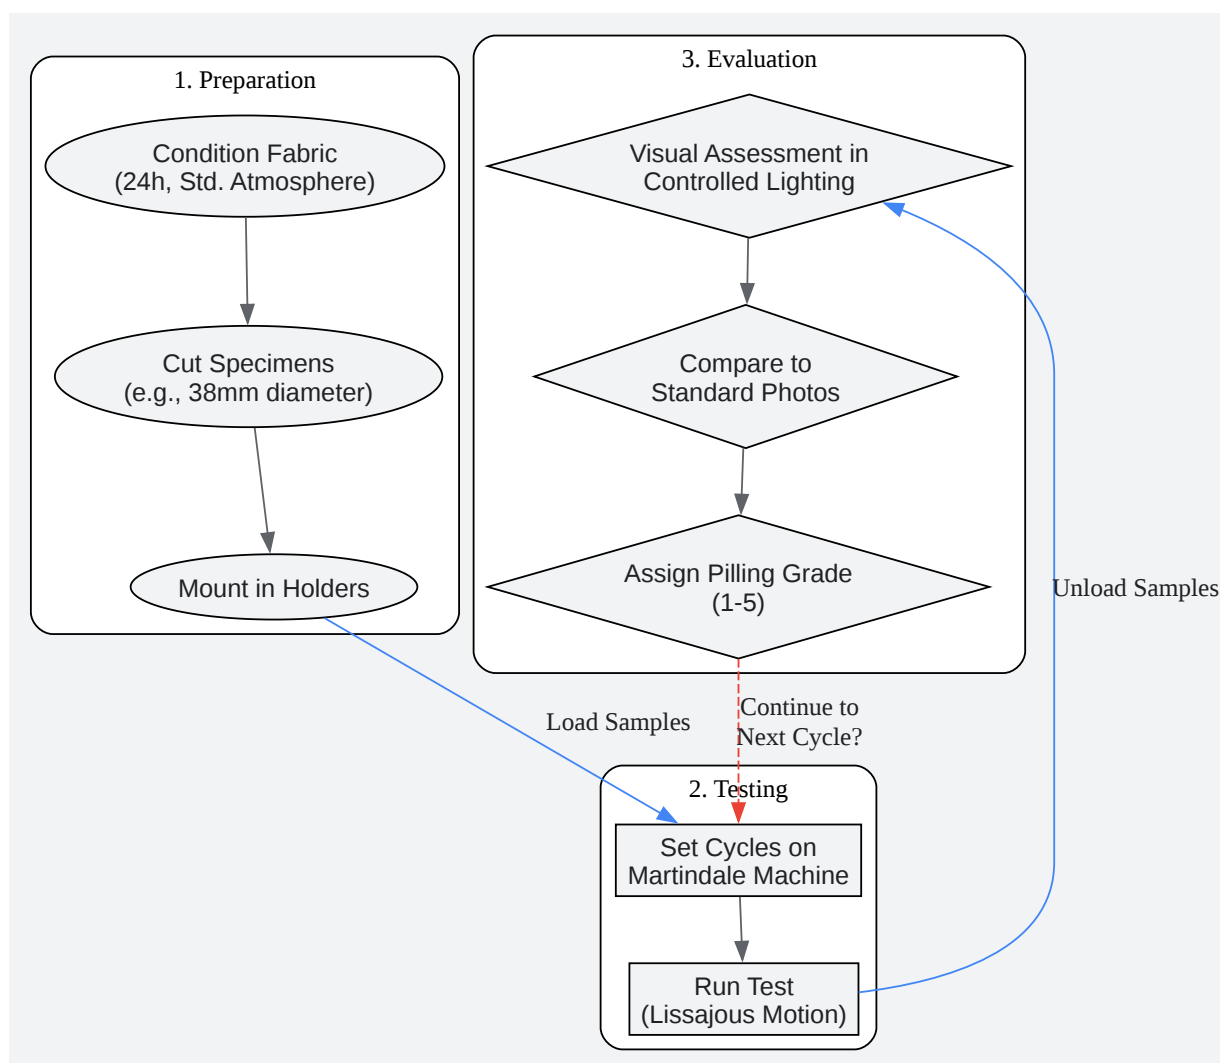 1. Preparation
Condition Fabric
(24h, Std. Atmosphere)
Cut Specimens
(e.g., 38mm diameter)
Mount in Holders
3. Evaluation
Visual Assessment in
Controlled Lighting
Compare to
Standard Photos
Assign Pilling Grade
(1-5)
Unload Samples
Load Samples
Continue to
Next Cycle?
2. Testing
Set Cycles on
Martindale Machine
Run Test
(Lissajous Motion)